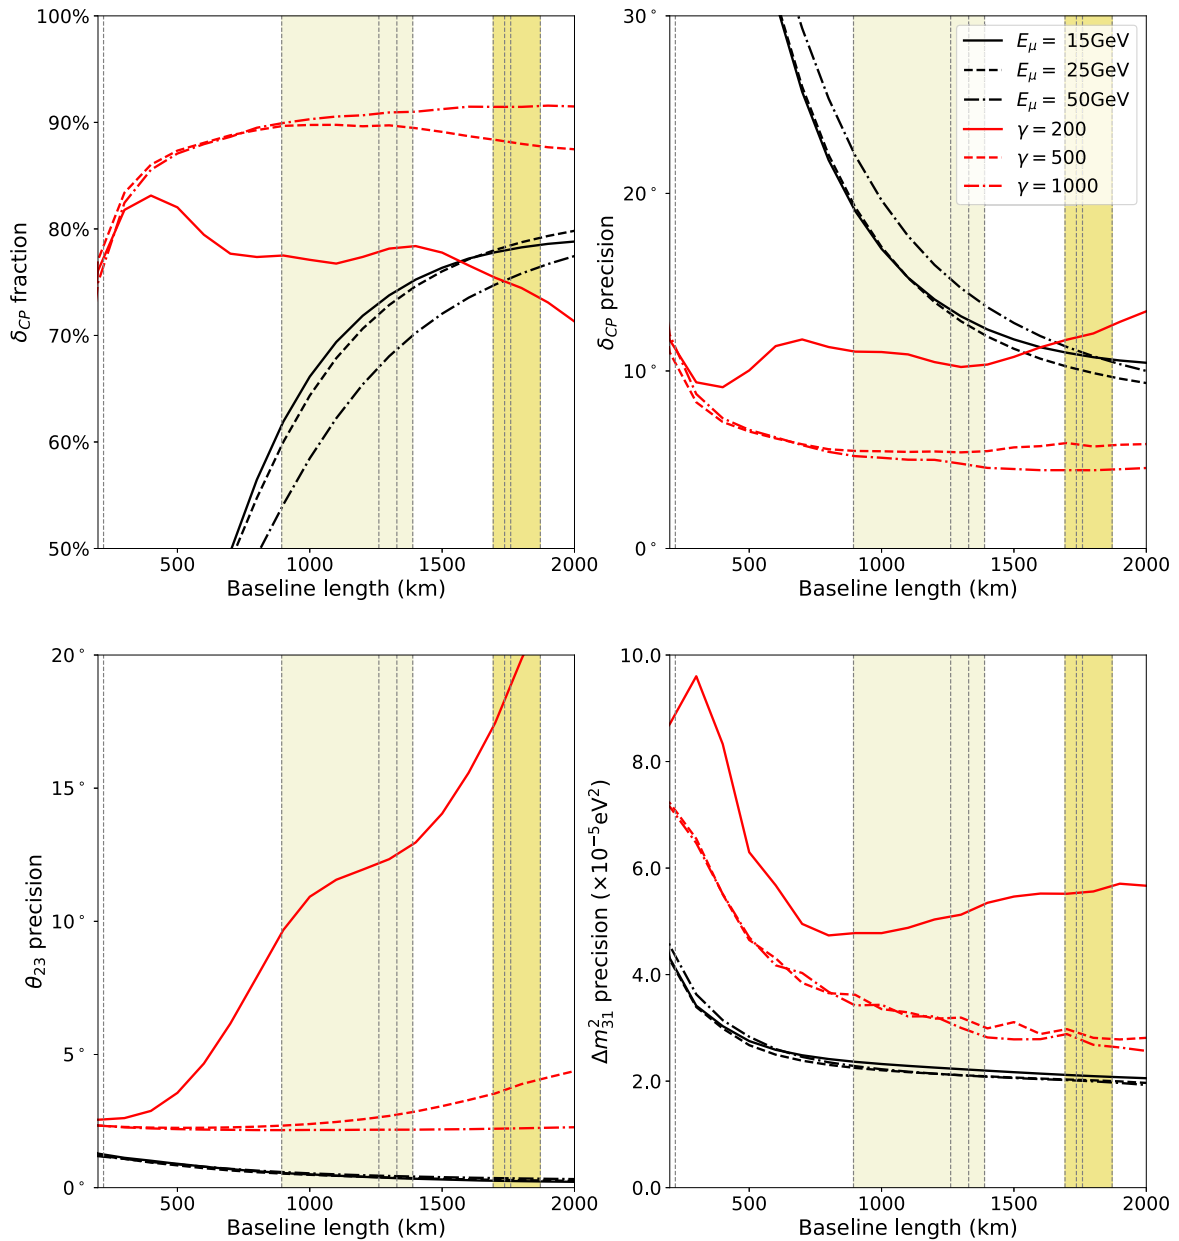 100%
90%
80%
70%
60%
50%
δCP fraction
500
1000
1500
2000
Baseline length (km)
30°
20°
10°
0°
δCP precision
500
1000
1500
2000
Baseline length (km)
Eμ = 15GeV
Eμ = 25GeV
Eμ = 50GeV
γ = 200
γ = 500
γ = 1000
20°
15°
10°
5°
0°
θ23 precision
500
1000
1500
2000
Baseline length (km)
10.0
8.0
6.0
4.0
2.0
0.0
Δm²31 precision (×10⁻⁵eV²)
500
1000
1500
2000
Baseline length (km)